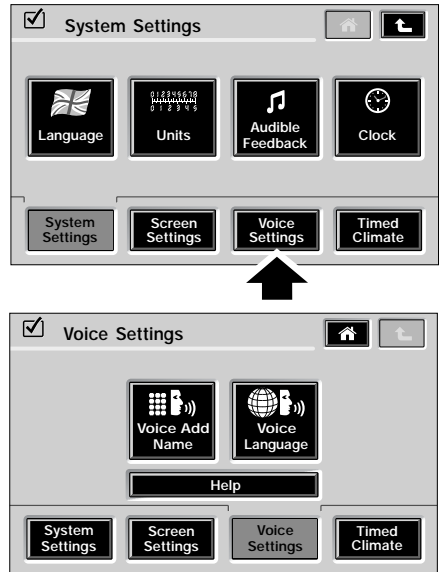 System Settings
Language
Units
Audible
Feedback
Clock
System
Settings
Screen
Settings
Voice
Settings
Timed
Climate
Voice Settings
Voice Add
Name
Voice
Language
Help
System
Settings
Screen
Settings
Voice
Settings
Timed
Climate